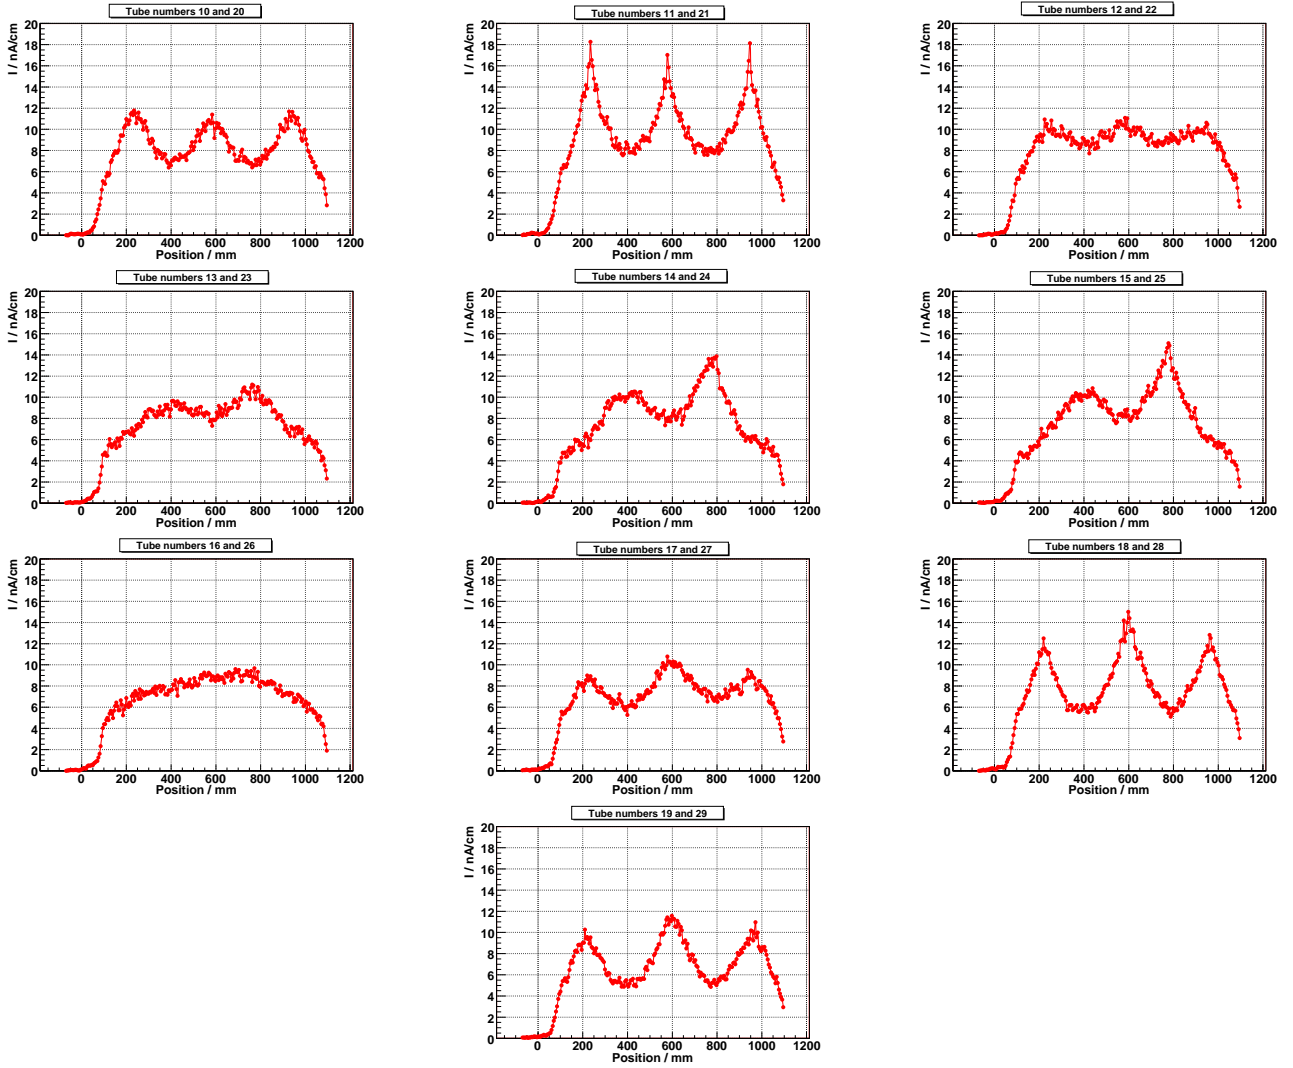 Tube numbers 10 and 20
I / nA/cm
20
18
16
14
12
10
8
6
4
2
0
0 200 400 600 800 1000 1200
Position / mm
Tube numbers 11 and 21
I / nA/cm
20
18
16
14
12
10
8
6
4
2
0
0 200 400 600 800 1000 1200
Position / mm
Tube numbers 12 and 22
I / nA/cm
20
18
16
14
12
10
8
6
4
2
0
0 200 400 600 800 1000 1200
Position / mm
Tube numbers 13 and 23
I / nA/cm
20
18
16
14
12
10
8
6
4
2
0
0 200 400 600 800 1000 1200
Position / mm
Tube numbers 14 and 24
I / nA/cm
20
18
16
14
12
10
8
6
4
2
0
0 200 400 600 800 1000 1200
Position / mm
Tube numbers 15 and 25
I / nA/cm
20
18
16
14
12
10
8
6
4
2
0
0 200 400 600 800 1000 1200
Position / mm
Tube numbers 16 and 26
I / nA/cm
20
18
16
14
12
10
8
6
4
2
0
0 200 400 600 800 1000 1200
Position / mm
Tube numbers 17 and 27
I / nA/cm
20
18
16
14
12
10
8
6
4
2
0
0 200 400 600 800 1000 1200
Position / mm
Tube numbers 18 and 28
I / nA/cm
20
18
16
14
12
10
8
6
4
2
0
0 200 400 600 800 1000 1200
Position / mm
Tube numbers 19 and 29
I / nA/cm
20
18
16
14
12
10
8
6
4
2
0
0 200 400 600 800 1000 1200
Position / mm